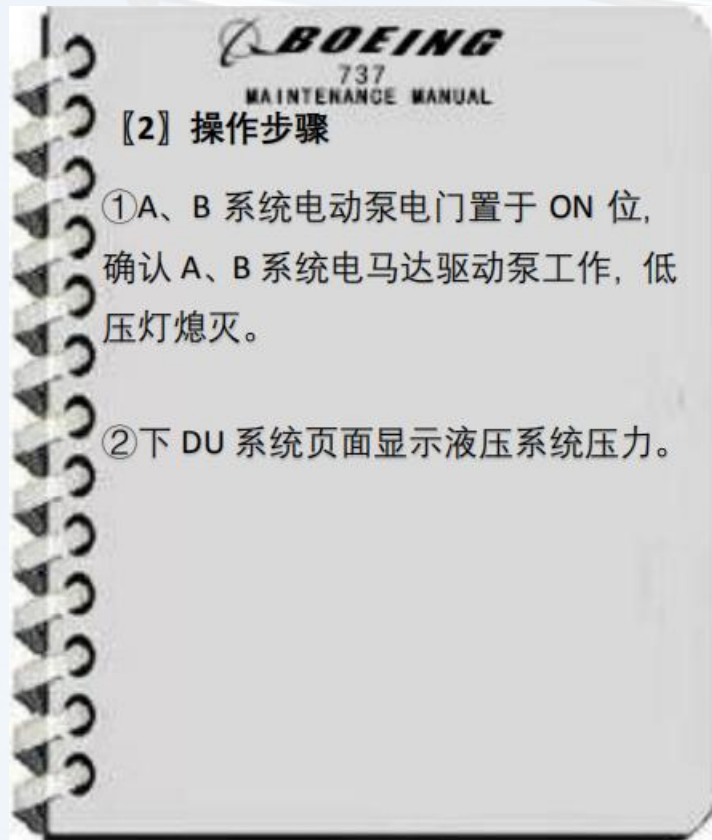 BOEING
737
MAINTENANCE MANUAL
〖2〗操作步骤
①A、B 系统电动泵电门置于 ON 位,
确认 A、B 系统电马达驱动泵工作, 低
压灯熄灭。
②下 DU 系统页面显示液压系统压力。